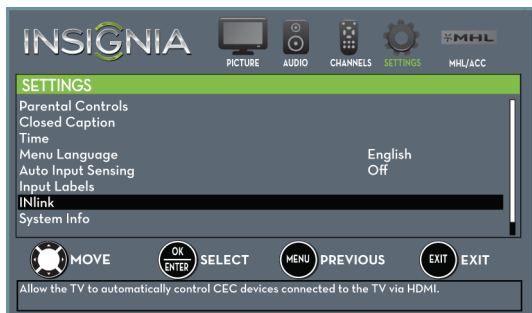 INSIGNIA
PICTURE AUDIO CHANNELS SETTINGS MHL MHL/ACC
SETTINGS
Parental Controls
Closed Caption
Time
Menu Language English
Auto Input Sensing Off
Input Labels
INlink
System Info
MOVE OK ENTER SELECT MENU PREVIOUS EXIT EXIT
Allow the TV to automatically control CEC devices connected to the TV via HDMI.